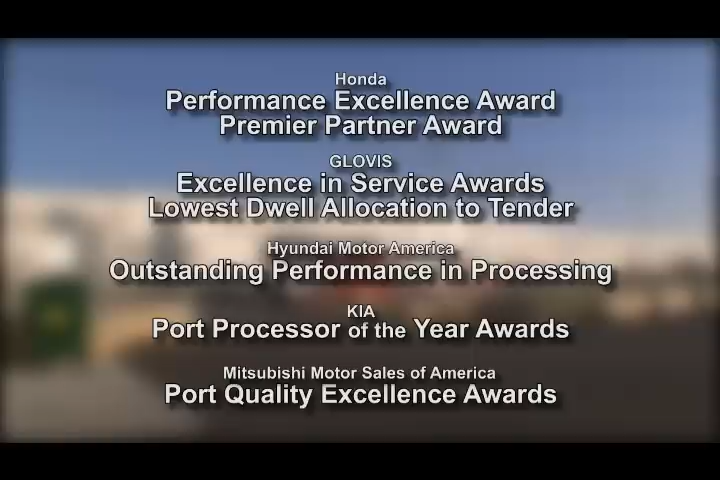 Honda
Performance Excellence Award
Premier Partner Award
GLOVIS
Excellence in Service Awards
Lowest Dwell Allocation to Tender
Hyundai Motor America
Outstanding Performance in Processing
KIA
Port Processor of the Year Awards
Mitsubishi Motor Sales of America
Port Quality Excellence Awards